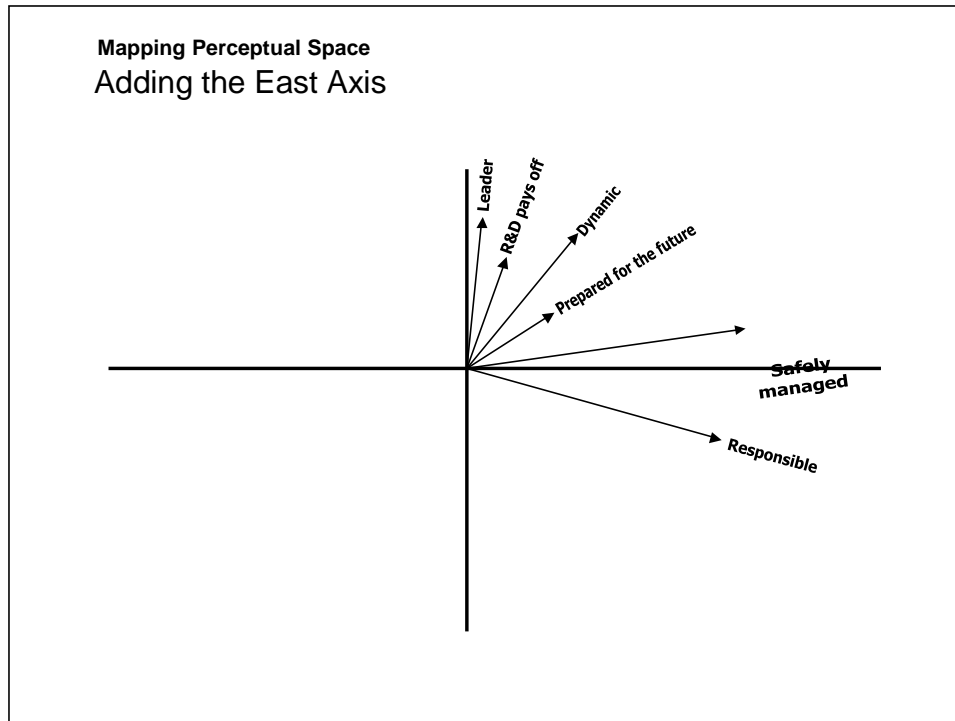 Mapping Perceptual Space
Adding the East Axis
Leader
R&D pays off
Dynamic
Prepared for the future
Safely
managed
Responsible